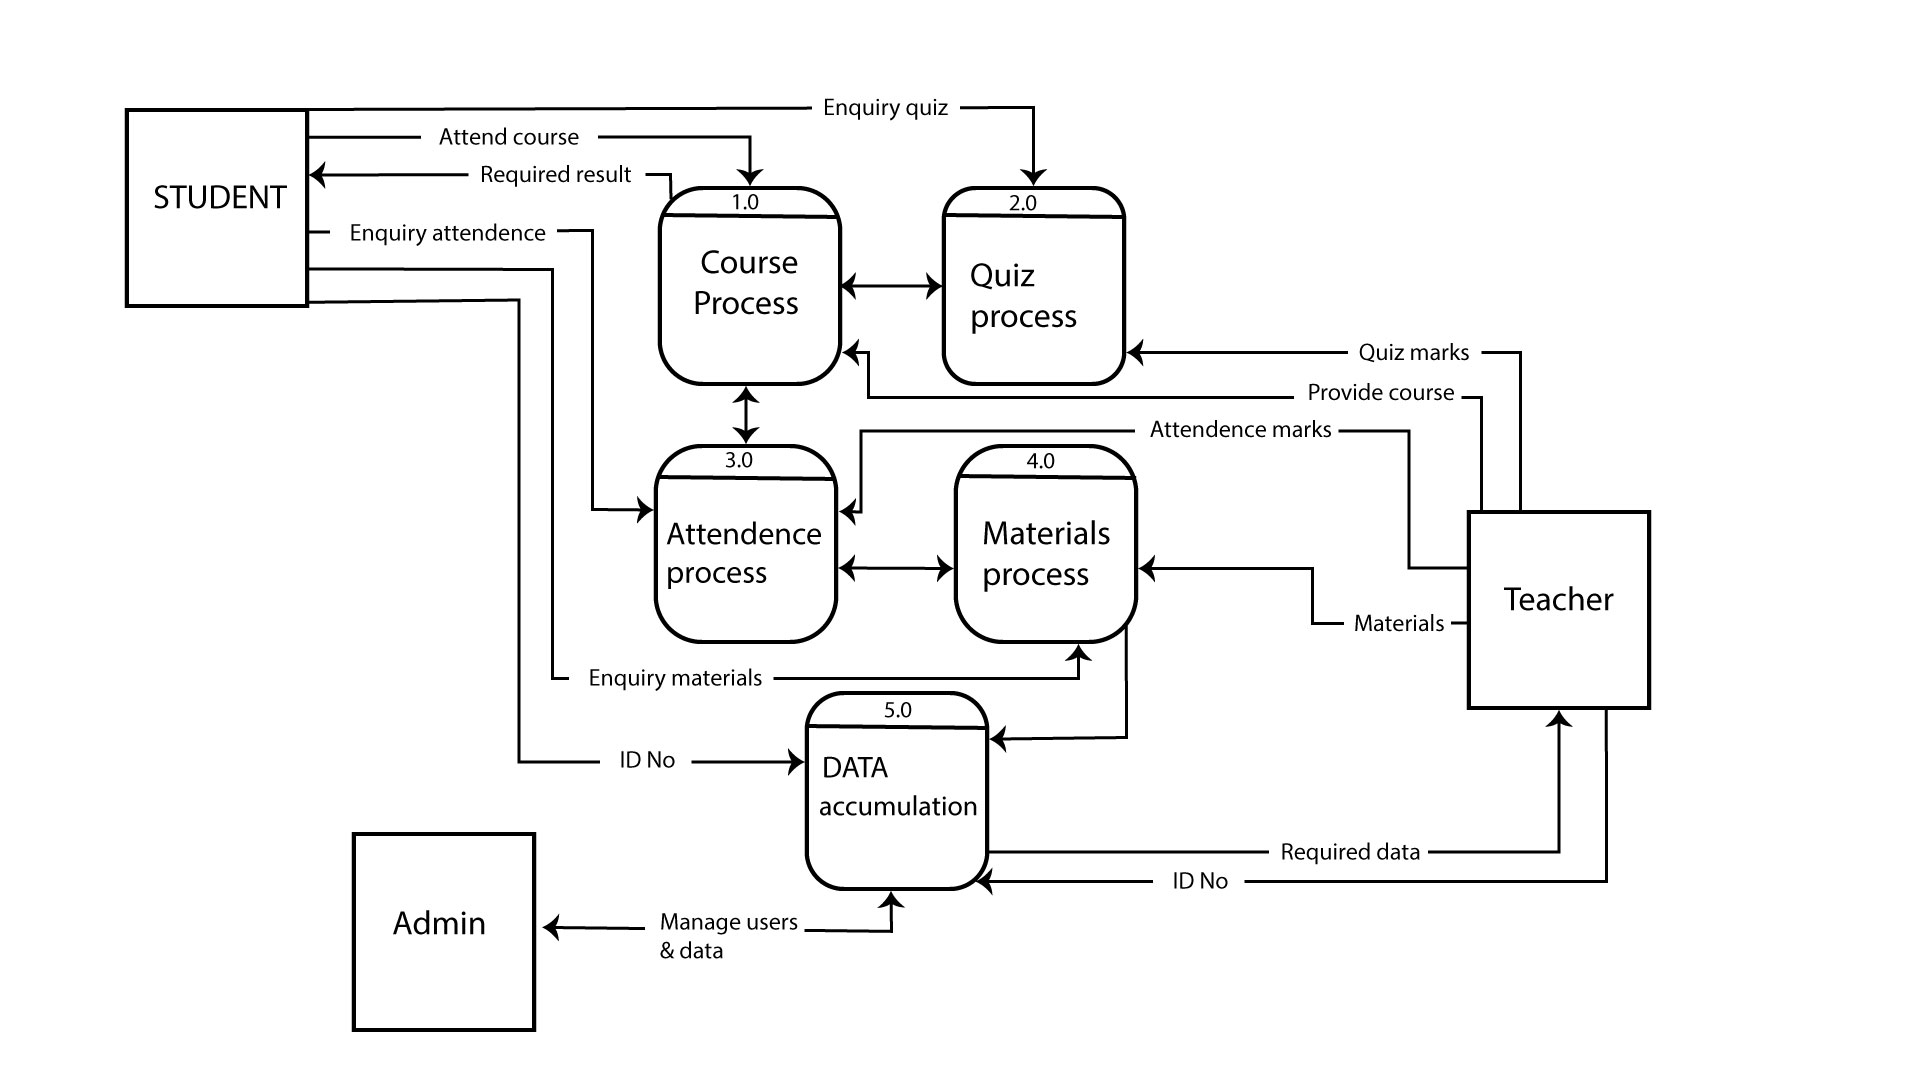 Enquiry quiz
Attend course
Required result
STUDENT
Enquiry attendence
1.0
Course
Process
2.0
Quiz
process
Quiz marks
Provide course
Attendence marks
3.0
Attendence
process
4.0
Materials
process
Teacher
Materials
Enquiry materials
5.0
DATA
accumulation
ID No
Required data
ID No
Admin
Manage users
& data